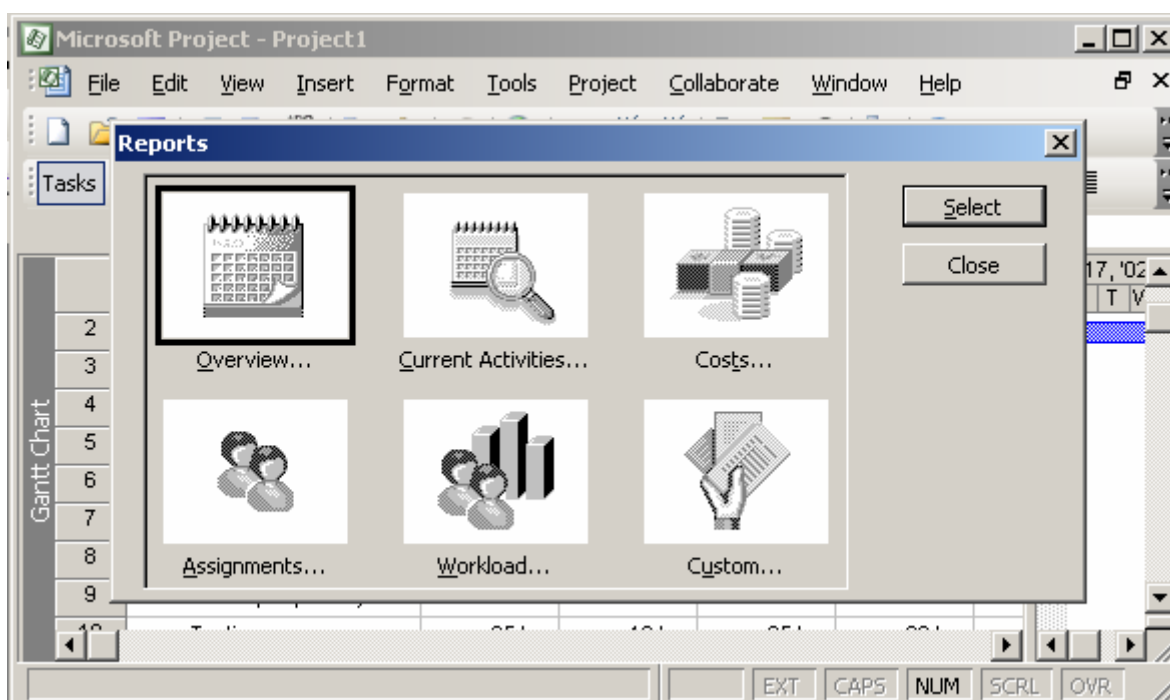 Microsoft Project - Project1
File Edit View Insert Format Tools Project Collaborate Window Help
Reports
Tasks
Select
Close
17, '02
T
Overview...
Current Activities...
Costs...
Assignments...
Workload...
Custom...
Gantt Chart
2
3
4
5
6
7
8
9
EXT CAPS NUM SCRL OVR